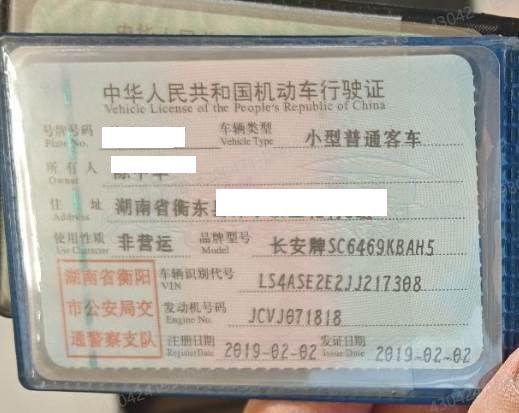 中华人民共和国机动车行驶证
Vehicle License of the People's Republic of China
号牌号码 车辆类型 小型普通客车
Plate No. Vehicle Type
所有人
Owner
住址 湖南省衡东
Address
使用性质 非营运 品牌型号 长安牌SC6469KBAH5
Use Character Model
湖南省衡阳 车辆识别代号 LS4ASE2E2JJ217308
VIN
市公安局交 发动机号码 JCVJ071818
Engine No.
通警察支队 注册日期 2019-02-02 发证日期 2019-02-02
Register Date Issue Date